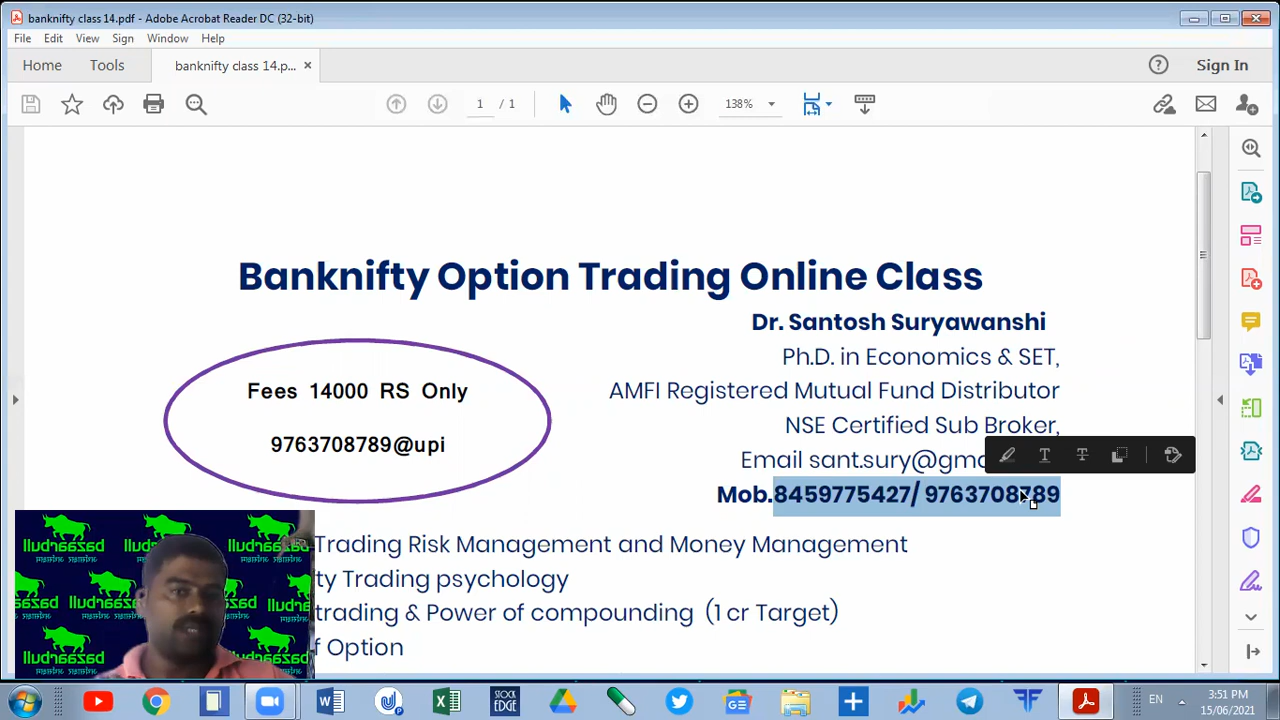 banknifty class 14.pdf - Adobe Acrobat Reader DC (32-bit)
File Edit View Sign Window Help
Home Tools banknifty class 14.p... × Sign In
1 / 1 138%
Banknifty Option Trading Online Class
Dr. Santosh Suryawanshi
Ph.D. in Economics & SET,
Fees 14000 RS Only
AMFI Registered Mutual Fund Distributor
NSE Certified Sub Broker,
9763708789@upi
Email sant.sury@gma
Mob.8459775427/ 9763708789
Trading Risk Management and Money Management
ty Trading psychology
trading & Power of compounding (1 cr Target)
f Option
bazaarbull
STOCK EDGE
EN
3:51 PM
15/06/2021